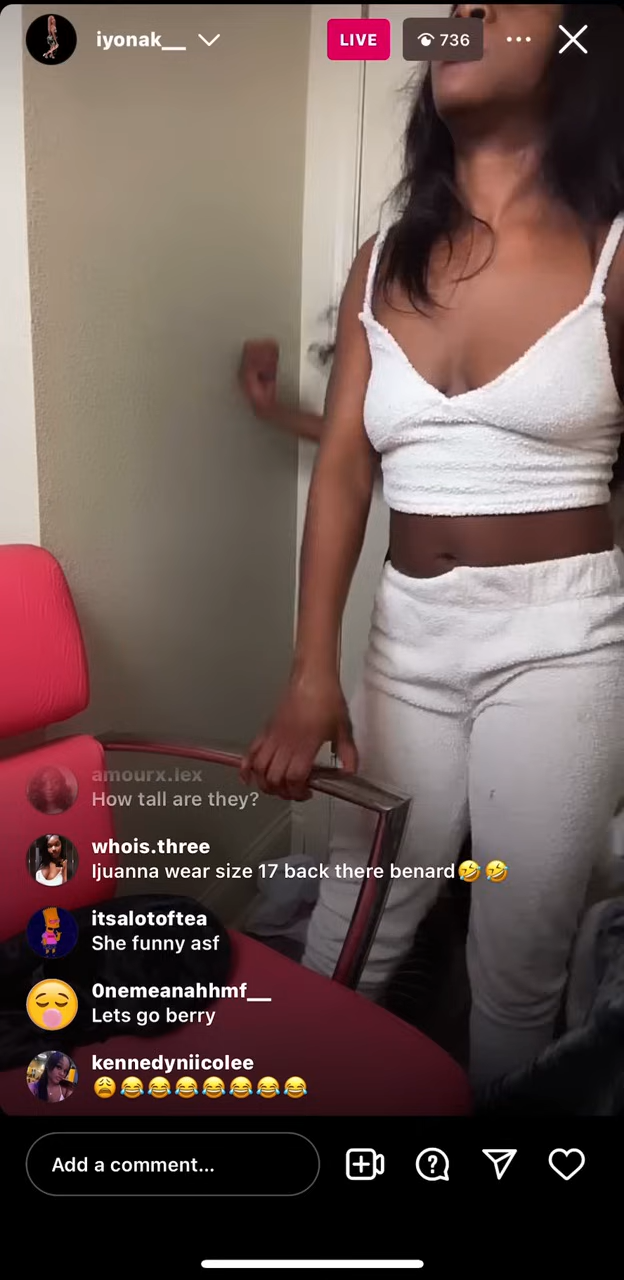 iyonak__
LIVE
736
amourx.lex
How tall are they?
whois.three
Ijuanna wear size 17 back there benard🤣🤣
itsalotoftea
She funny asf
0nemeanahhmf__
Lets go berry
kennedyniicolee
😩😂😂😂😂😂😂😂
Add a comment...